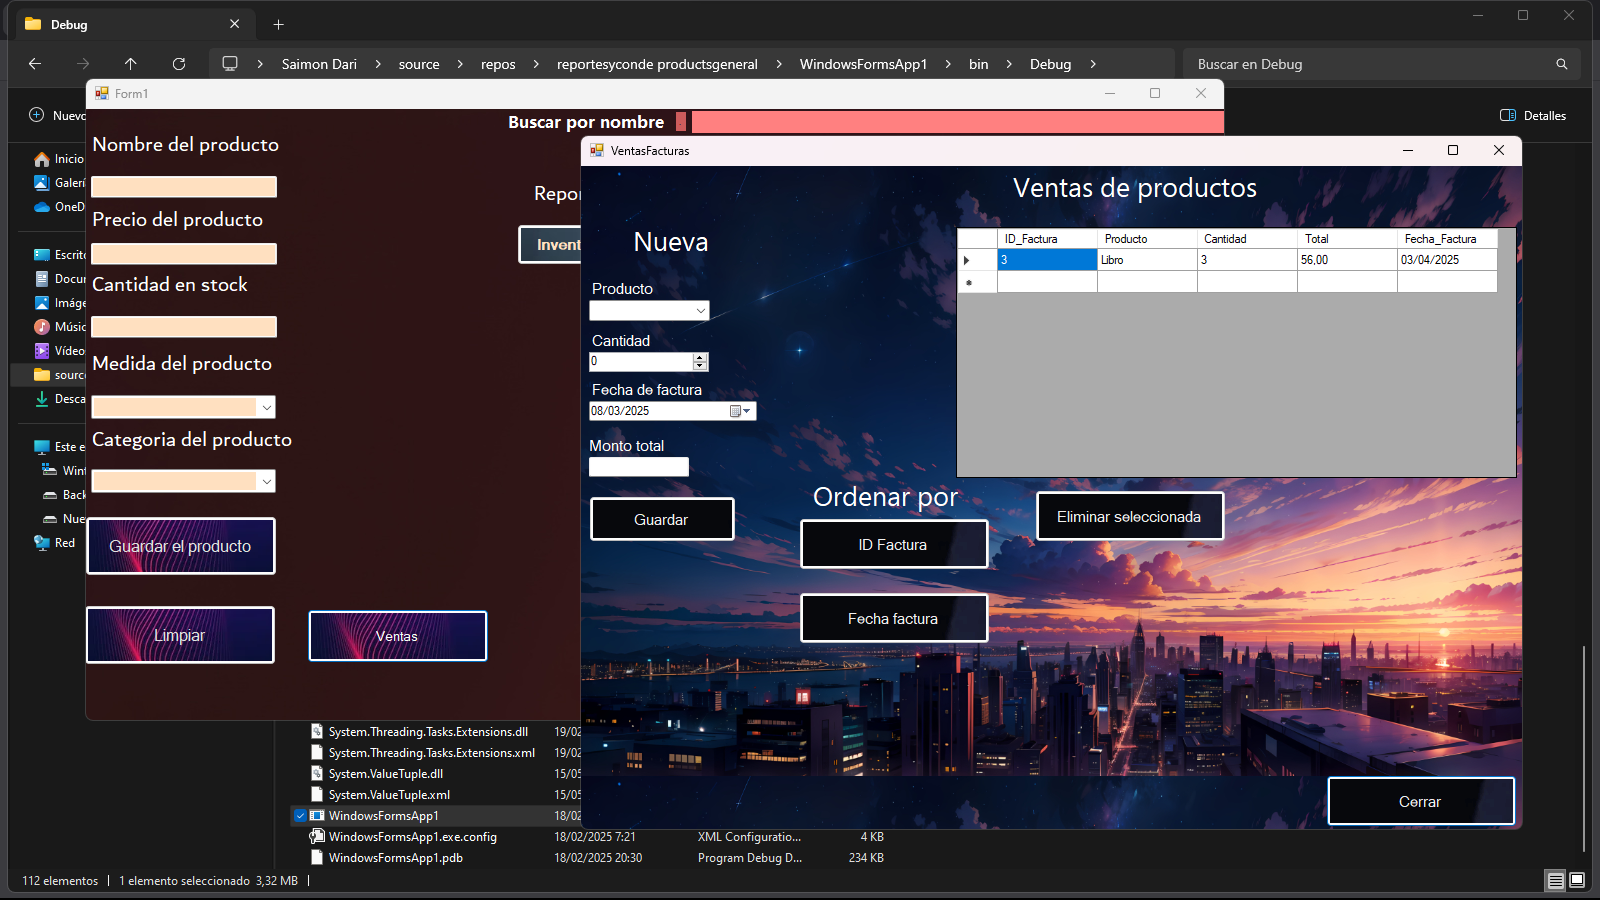 Debug
Saimon Dari
source
repos
reportesyconde productsgeneral
WindowsFormsApp1
bin
Debug
Buscar en Debug
Nuevo
Detalles
Inicio
Galerí
OneD
Escrito
Docur
Imáge
Músic
Vídeo
sourc
Desca
Este e
Wint
Back
Nue
Red
Form1
Buscar por nombre
Nombre del producto
Precio del producto
Cantidad en stock
Medida del producto
Categoria del producto
Guardar el producto
Limpiar
Ventas
Repor
Invent
VentasFacturas
Ventas de productos
Nueva
Producto
Cantidad
0
Fecha de factura
08/03/2025
Monto total
Guardar
ID_Factura Producto Cantidad Total Fecha_Factura
3 Libro 3 56,00 03/04/2025
Ordenar por
ID Factura
Fecha factura
Eliminar seleccionada
Cerrar
System.Threading.Tasks.Extensions.dll 19/02
System.Threading.Tasks.Extensions.xml 19/02
System.ValueTuple.dll 15/05
System.ValueTuple.xml 15/05
WindowsFormsApp1 18/02
WindowsFormsApp1.exe.config 18/02/2025 7:21 XML Configuratio... 4 KB
WindowsFormsApp1.pdb 18/02/2025 20:30 Program Debug D... 234 KB
112 elementos 1 elemento seleccionado 3,32 MB